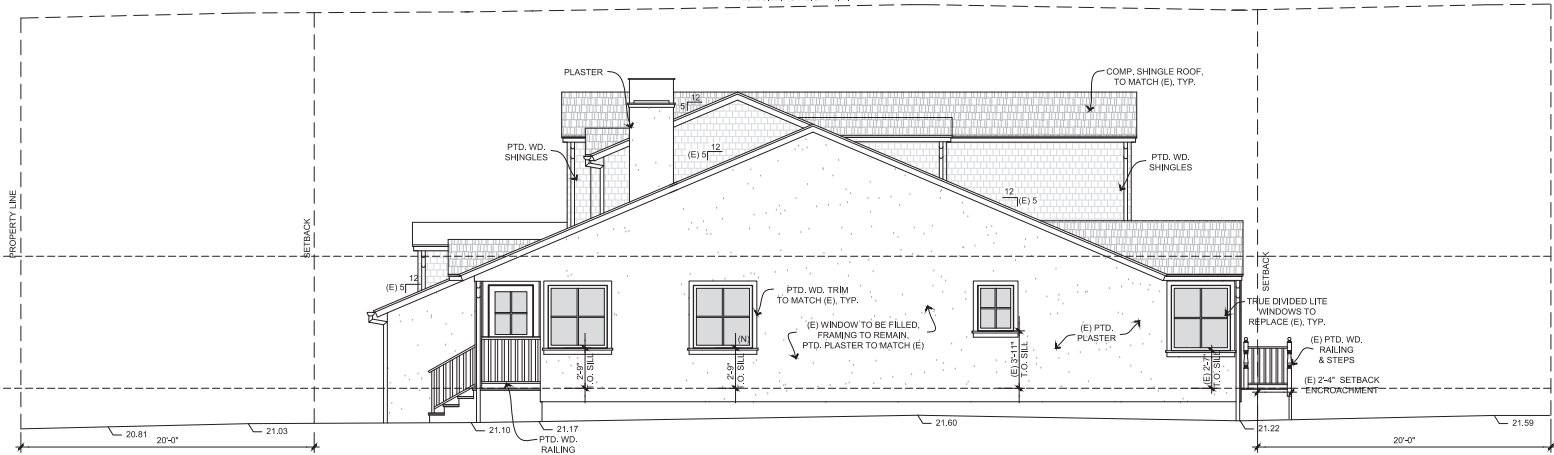 PLASTER
COMP. SHINGLE ROOF,
TO MATCH (E), TYP.
12
5
PTD. WD.
SHINGLES
12
(E) 5
PTD. WD.
SHINGLES
12
(E) 5
PROPERTY LINE
SETBACK
SETBACK
12
(E) 5
PTD. WD. TRIM
TO MATCH (E), TYP.
(E) WINDOW TO BE FILLED,
FRAMING TO REMAIN,
PTD. PLASTER TO MATCH (E)
(E) PTD.
PLASTER
TRUE DIVIDED LITE
WINDOWS TO
REPLACE (E), TYP.
(E) PTD. WD.
RAILING
& STEPS
(E) 2'-4" SETBACK
ENCROACHMENT
2'-9"
T.O. SILL
(N)
2'-9"
T.O. SILL
(E) 3'-11"
T.O. SILL
(E) 2'-7"
T.O. SILL
20.81
21.03
21.10
21.17
21.60
21.22
21.59
PTD. WD.
RAILING
20'-0"
20'-0"